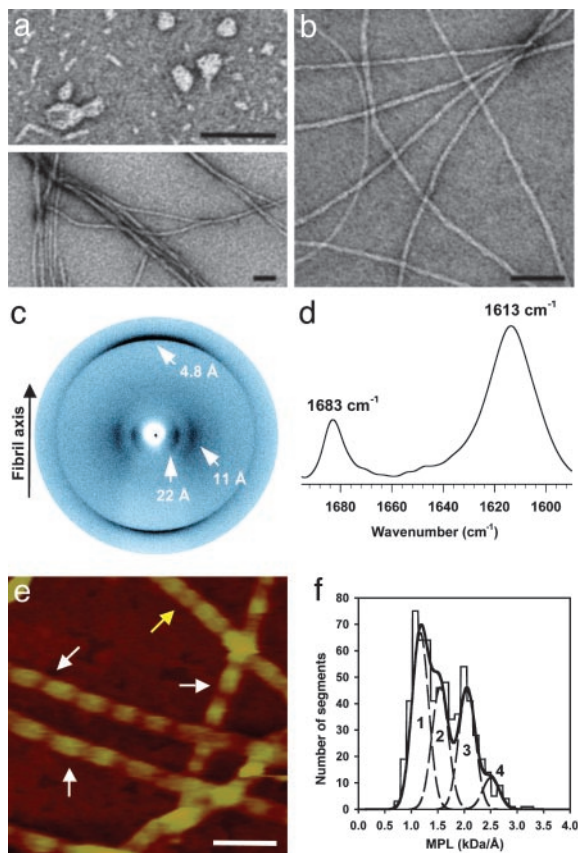 a
b
c
4.8 Å
11 Å
22 Å
Fibril axis
d
1613 cm-1
1683 cm-1
1680 1660 1640 1620 1600
Wavenumber (cm-1)
e
f
Number of segments
80
70
60
50
40
30
20
10
0
1
2
3
4
0.0 0.5 1.0 1.5 2.0 2.5 3.0 3.5 4.0
MPL (kDa/Å)